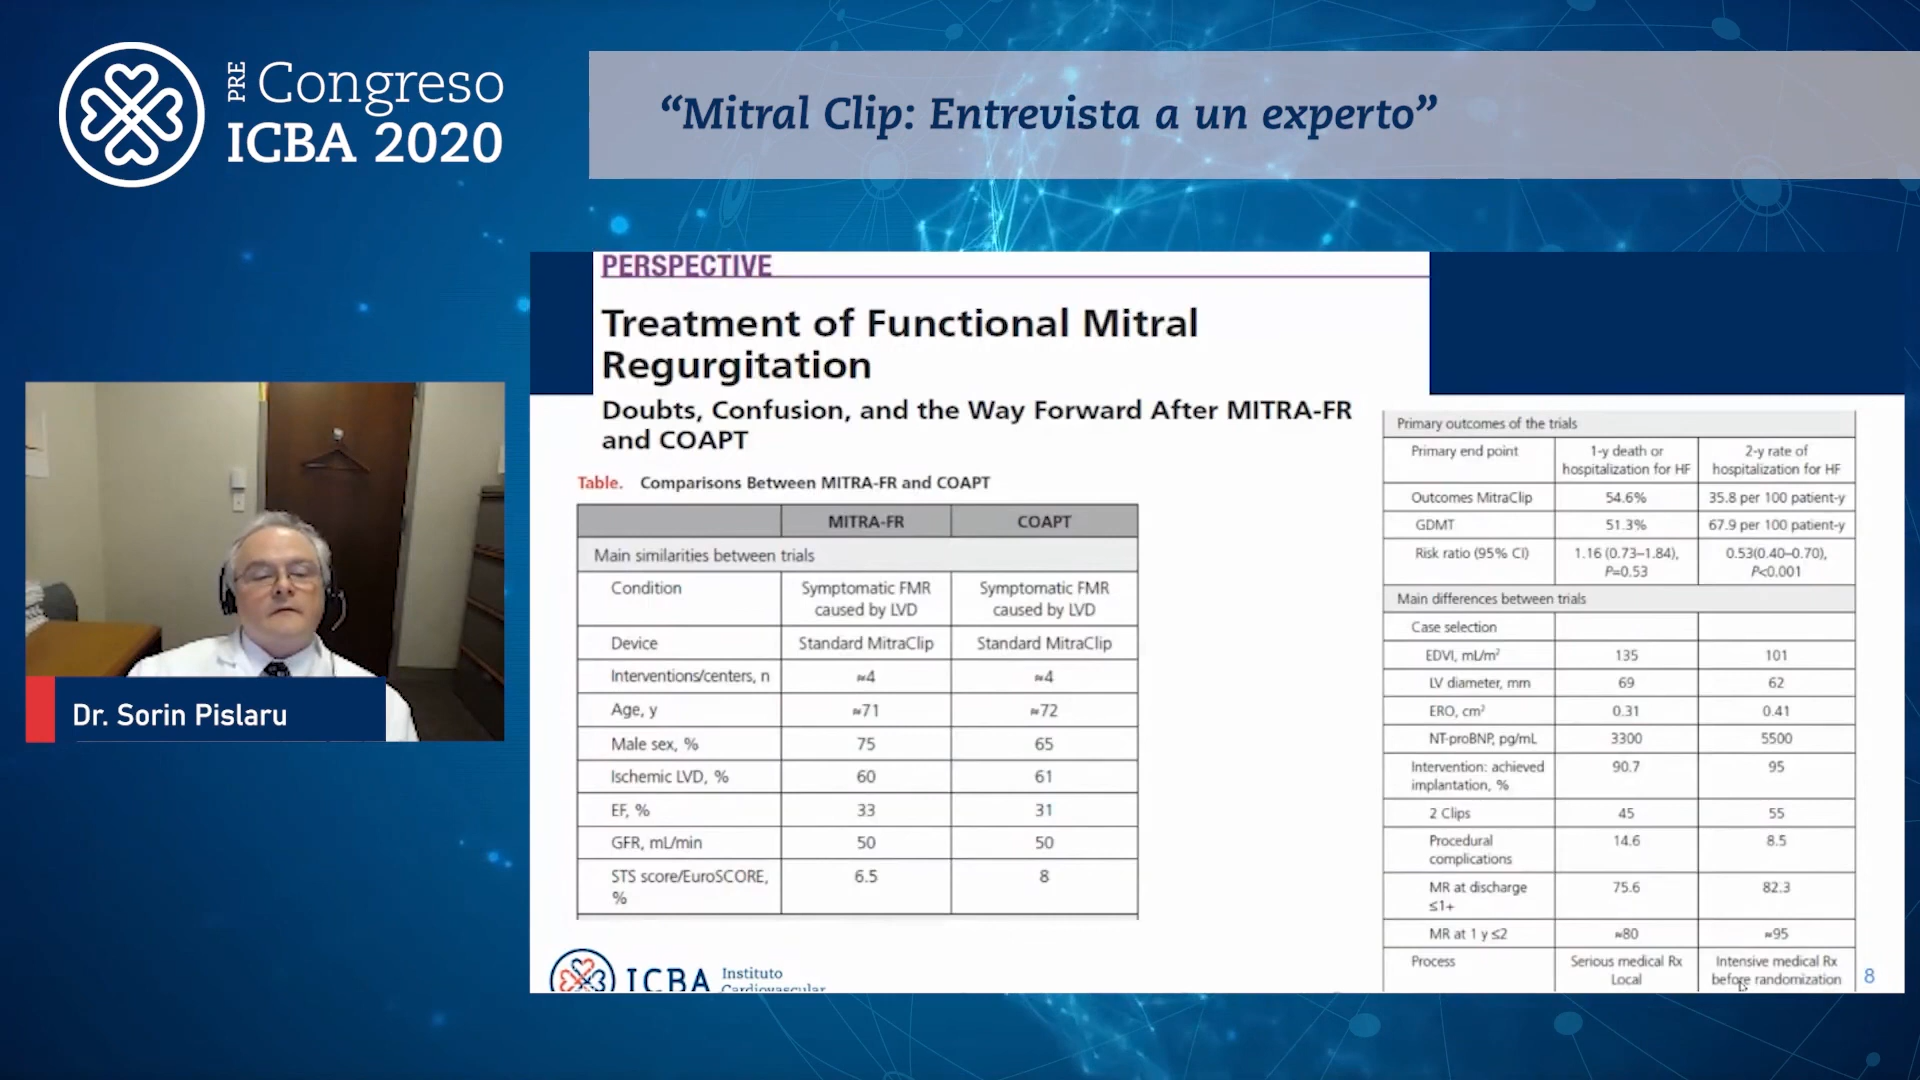 PRE
Congreso
ICBA 2020
“Mitral Clip: Entrevista a un experto”
Dr. Sorin Pislaru
PERSPECTIVE
Treatment of Functional Mitral
Regurgitation
Doubts, Confusion, and the Way Forward After MITRA-FR
and COAPT
Table. Comparisons Between MITRA-FR and COAPT
MITRA-FR COAPT
Main similarities between trials
Condition Symptomatic FMR Symptomatic FMR
caused by LVD caused by LVD
Device Standard MitraClip Standard MitraClip
Interventions/centers, n ≈4 ≈4
Age, y ≈71 ≈72
Male sex, % 75 65
Ischemic LVD, % 60 61
EF, % 33 31
GFR, mL/min 50 50
STS score/EuroSCORE, 6.5 8
%
Primary outcomes of the trials
Primary end point 1-y death or 2-y rate of
hospitalization for HF hospitalization for HF
Outcomes MitraClip 54.6% 35.8 per 100 patient-y
GDMT 51.3% 67.9 per 100 patient-y
Risk ratio (95% CI) 1.16 (0.73–1.84), 0.53(0.40–0.70),
P=0.53 P<0.001
Main differences between trials
Case selection
EDVI, mL/m² 135 101
LV diameter, mm 69 62
ERO, cm² 0.31 0.41
NT-proBNP, pg/mL 3300 5500
Intervention: achieved 90.7 95
implantation, %
2 Clips 45 55
Procedural 14.6 8.5
complications
MR at discharge 75.6 82.3
≤1+
MR at 1 y ≤2 ≈80 ≈95
Process Serious medical Rx Intensive medical Rx
Local before randomization
8
ICBA Instituto
Cardiovascular